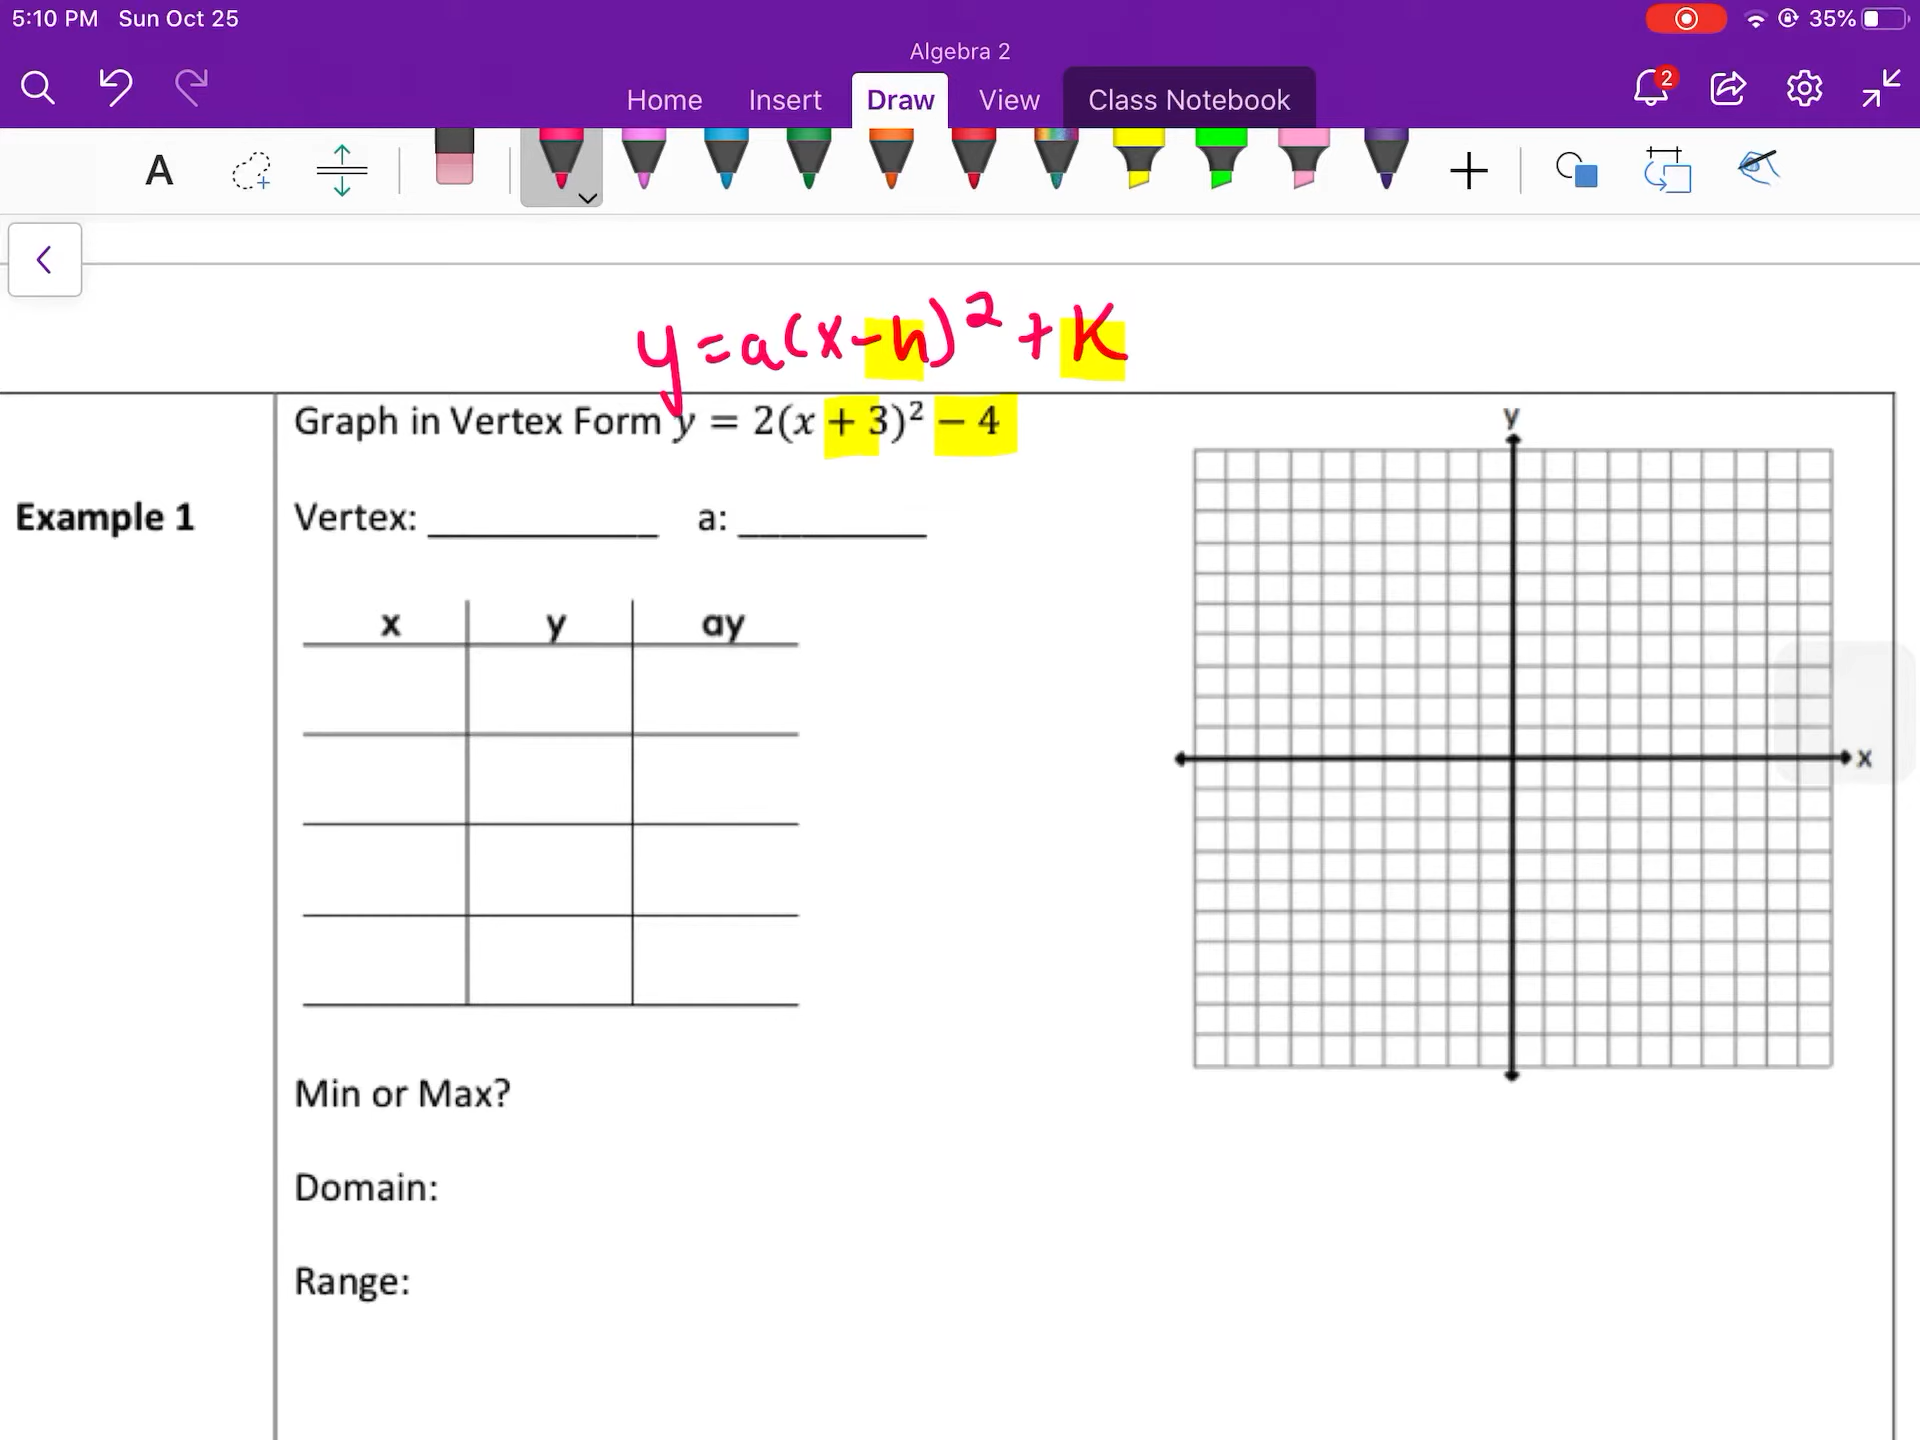 5:10 PM Sun Oct 25 35%
Algebra 2
Home Insert Draw View Class Notebook 2
A
y=a(x-h)²+K
Graph in Vertex Form y = 2(x + 3)² − 4
y
Example 1
Vertex: ___________ a: _________
x y ay
x
Min or Max?
Domain:
Range: